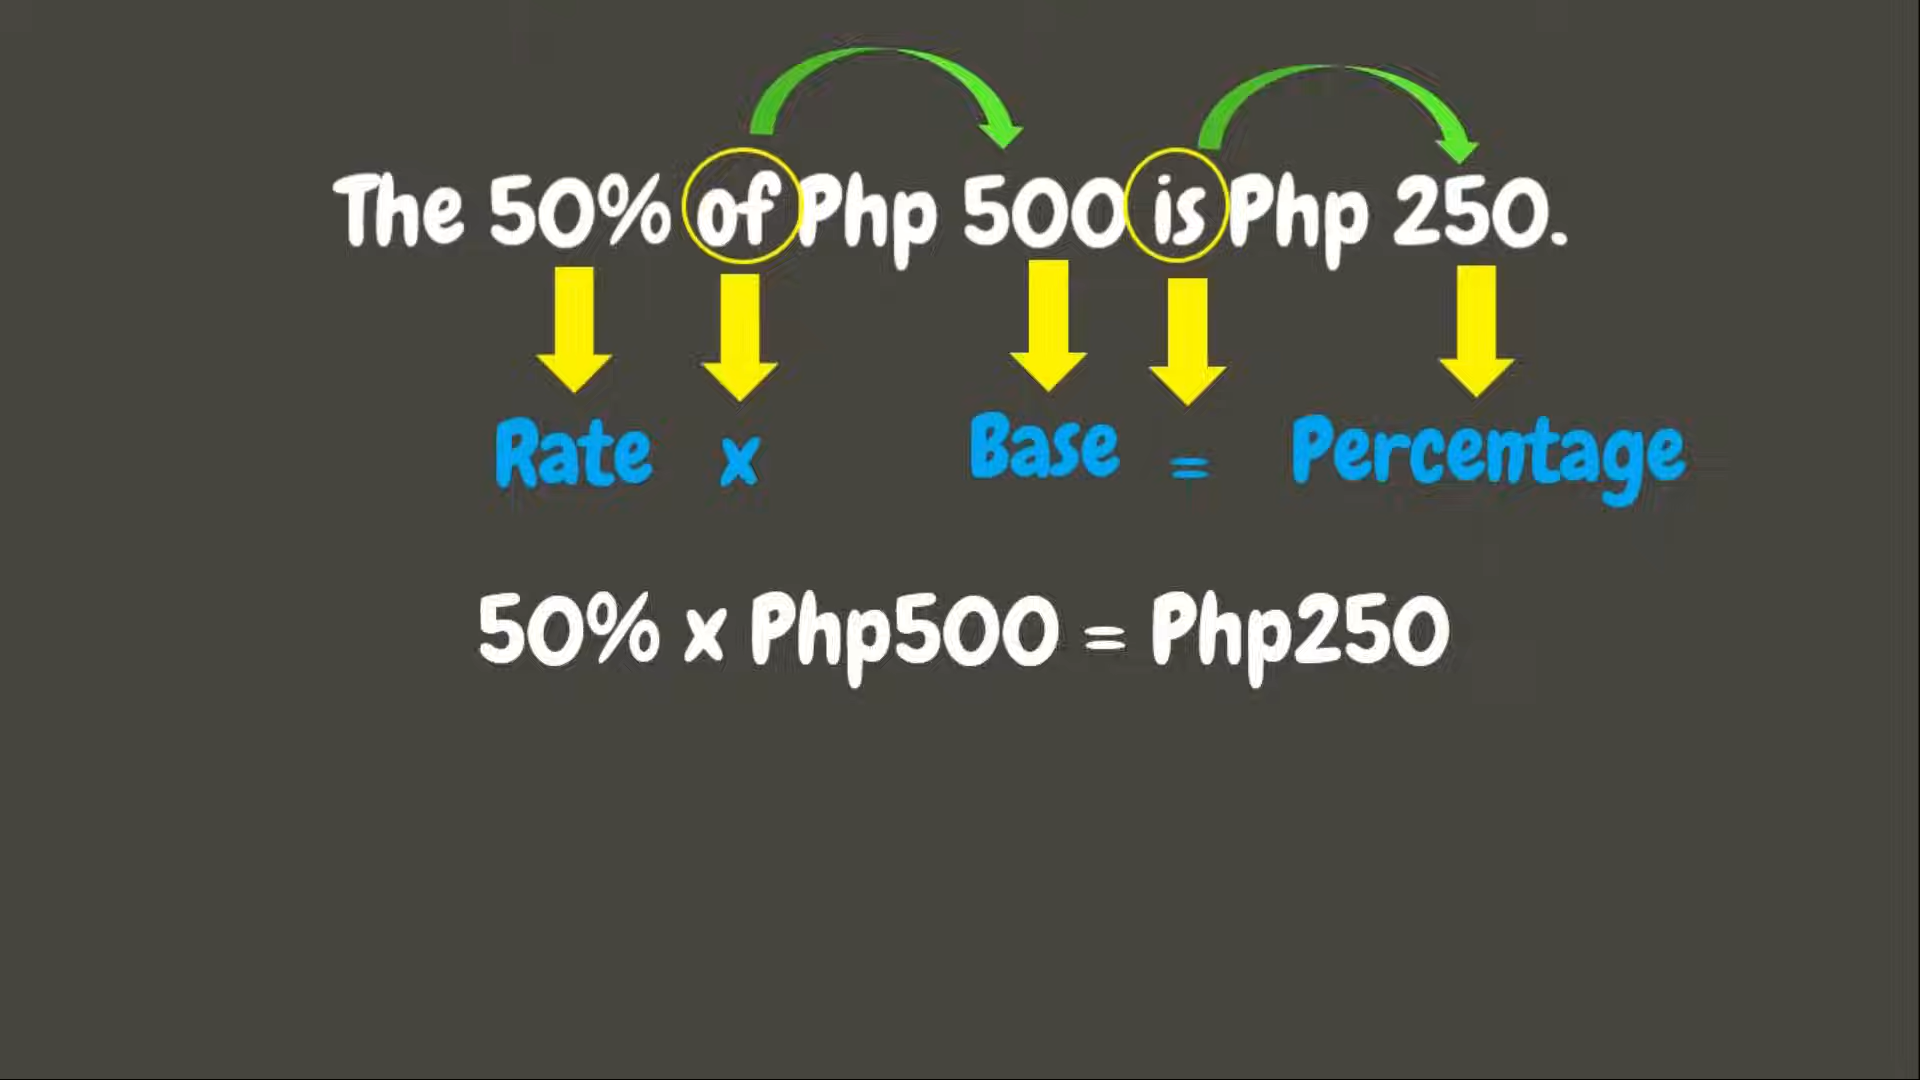 The 50% of Php 500 is Php 250.
Rate x Base = Percentage
50% x Php500 = Php250